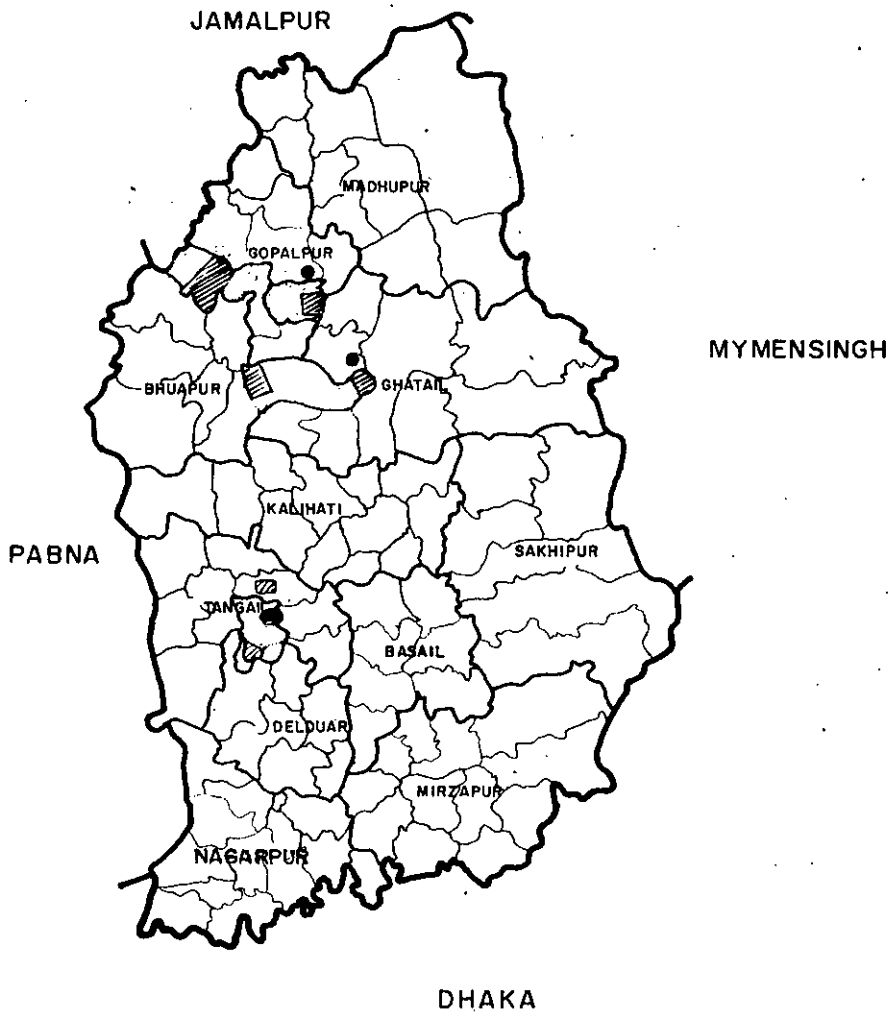 JAMALPUR
MADHUPUR
GOPALPUR
MYMENSINGH
BHUAPUR
GHATAIL
KALIHATI
PABNA
SAKHIPUR
TANGAIL
BASAIL
DELDUAR
MIRZAPUR
NAGARPUR
DHAKA